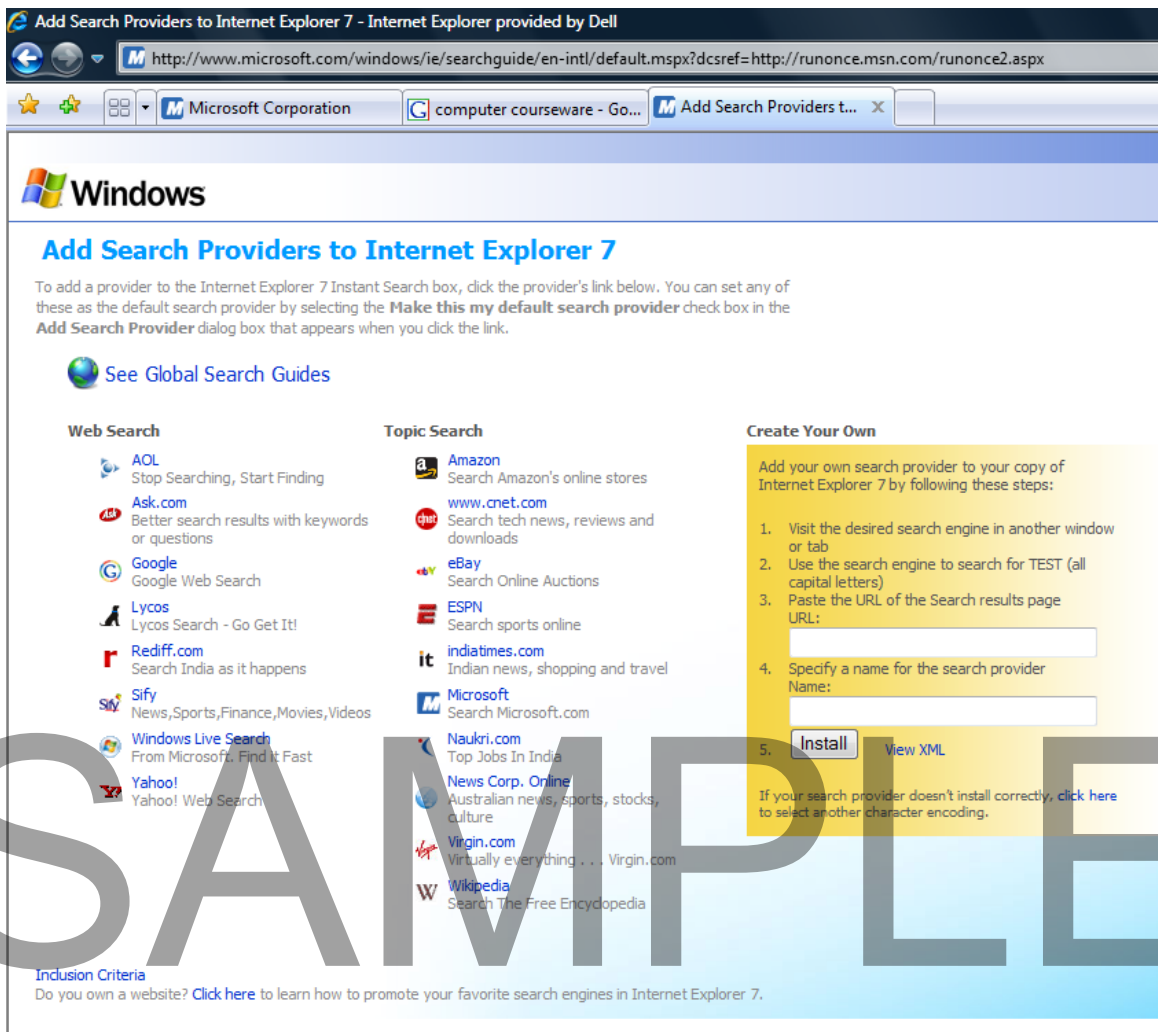 Add Search Providers to Internet Explorer 7 - Internet Explorer provided by Dell
http://www.microsoft.com/windows/ie/searchguide/en-intl/default.mspx?dcsref=http://runonce.msn.com/runonce2.aspx
Microsoft Corporation
computer courseware - Go...
Add Search Providers t... x
Windows
Add Search Providers to Internet Explorer 7
To add a provider to the Internet Explorer 7 Instant Search box, click the provider's link below. You can set any of
these as the default search provider by selecting the Make this my default search provider check box in the
Add Search Provider dialog box that appears when you click the link.
See Global Search Guides
Web Search
AOL
Stop Searching, Start Finding
Ask.com
Better search results with keywords
or questions
Google
Google Web Search
Lycos
Lycos Search - Go Get It!
Rediff.com
Search India as it happens
Sify
News,Sports,Finance,Movies,Videos
Windows Live Search
From Microsoft. Find It Fast
Yahoo!
Yahoo! Web Search
Topic Search
Amazon
Search Amazon's online stores
www.cnet.com
Search tech news, reviews and
downloads
eBay
Search Online Auctions
ESPN
Search sports online
indiatimes.com
Indian news, shopping and travel
Microsoft
Search Microsoft.com
Naukri.com
Top Jobs In India
News Corp. Online
Australian news, sports, stocks,
culture
Virgin.com
Virtually everything . . . Virgin.com
Wikipedia
Search The Free Encyclopedia
Create Your Own
Add your own search provider to your copy of
Internet Explorer 7 by following these steps:
1. Visit the desired search engine in another window
or tab
2. Use the search engine to search for TEST (all
capital letters)
3. Paste the URL of the Search results page
URL:
4. Specify a name for the search provider
Name:
5. Install View XML
If your search provider doesn't install correctly, click here
to select another character encoding.
SAMPLE
Inclusion Criteria
Do you own a website? Click here to learn how to promote your favorite search engines in Internet Explorer 7.